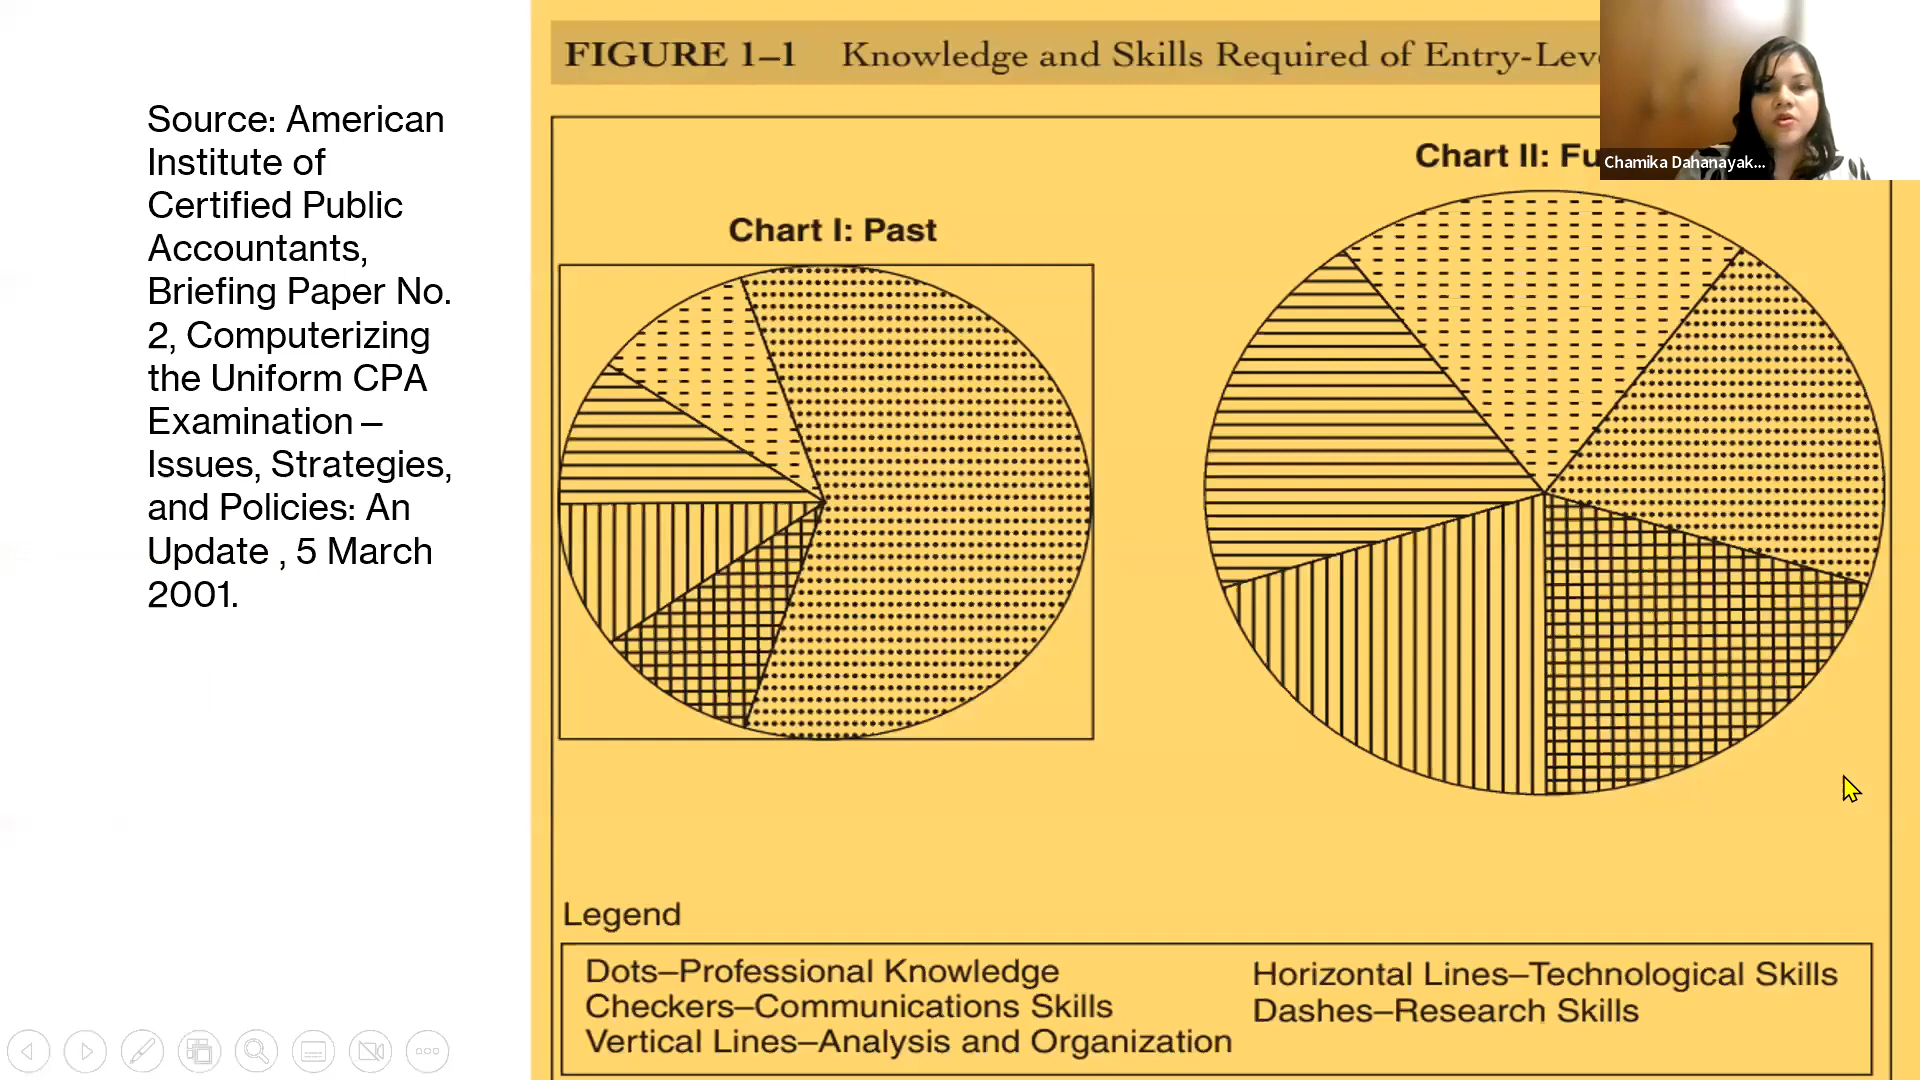 Source: American
Institute of
Certified Public
Accountants,
Briefing Paper No.
2, Computerizing
the Uniform CPA
Examination –
Issues, Strategies,
and Policies: An
Update , 5 March
2001.
FIGURE 1–1 Knowledge and Skills Required of
Chart I: Past
Chart II:
Chamika Dahanayak...
Legend
Dots–Professional Knowledge
Checkers–Communications Skills
Vertical Lines–Analysis and Organization
Horizontal Lines–Technological Skills
Dashes–Research Skills